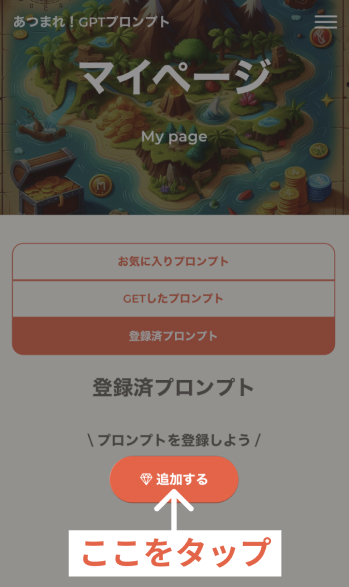 あつまれ！GPTプロンプト
マイページ
My page
お気に入りプロンプト
GETしたプロンプト
登録済プロンプト
登録済プロンプト
\ プロンプトを登録しよう /
追加する
ここをタップ